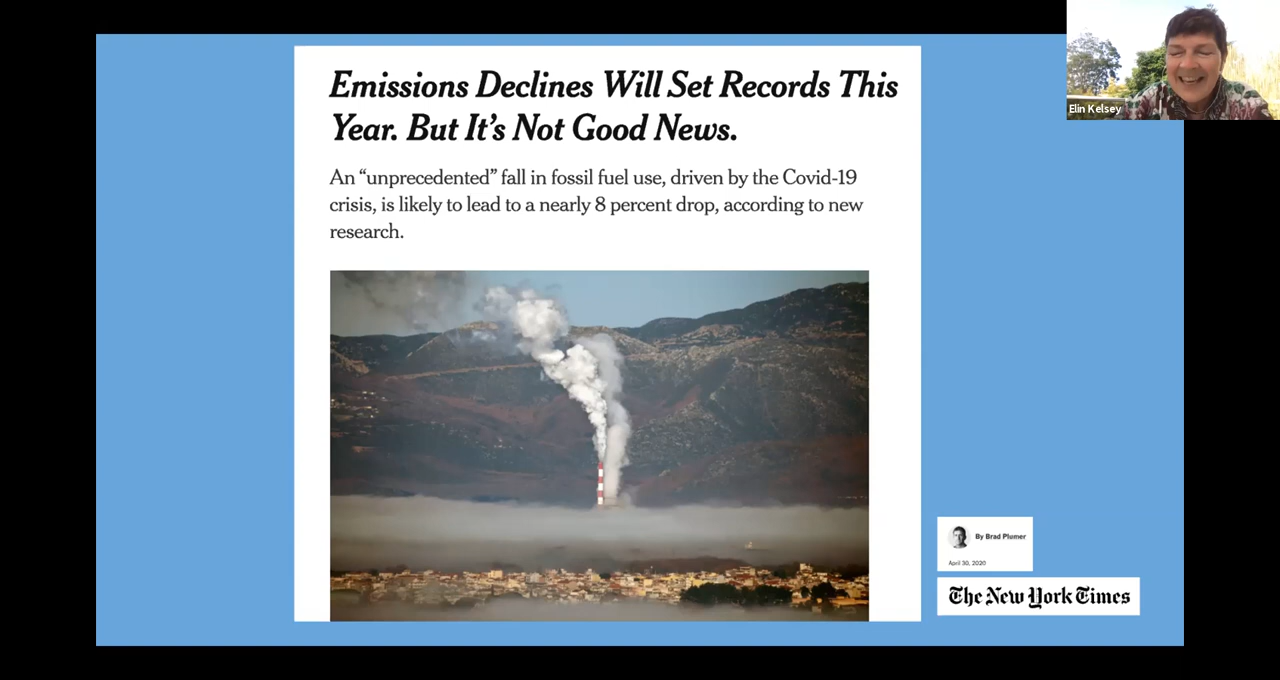 Emissions Declines Will Set Records This
Year. But It’s Not Good News.
An “unprecedented” fall in fossil fuel use, driven by the Covid-19
crisis, is likely to lead to a nearly 8 percent drop, according to new
research.
Elin Kelsey
By Brad Plumer
April 30, 2020
The New York Times